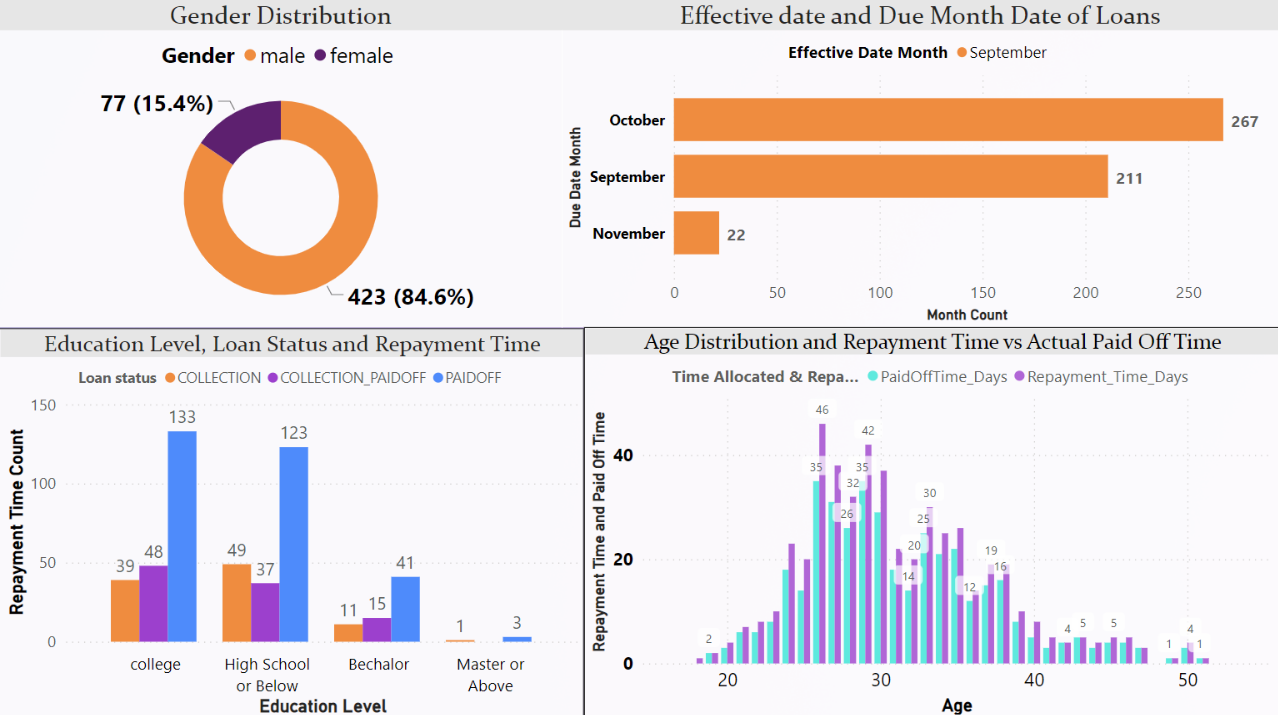 Gender Distribution
Gender male female
77 (15.4%)
423 (84.6%)
Effective date and Due Month Date of Loans
Effective Date Month September
Due Date Month
October 267
September 211
November 22
0 50 100 150 200 250
Month Count
Education Level, Loan Status and Repayment Time
Loan status COLLECTION COLLECTION_PAIDOFF PAIDOFF
Repayment Time Count
150
100
50
0
39 48 133
49 37 123
11 15 41
1 3
college High School Bechalor Master or
or Below Above
Education Level
Age Distribution and Repayment Time vs Actual Paid Off Time
Time Allocated & Repa... PaidOffTime_Days Repayment_Time_Days
Repayment Time and Paid Off Time
40
20
0
2 35 46 26 32 35 42 14 20 25 30 12 19 16 4 5 5 1 4 1
20 30 40 50
Age